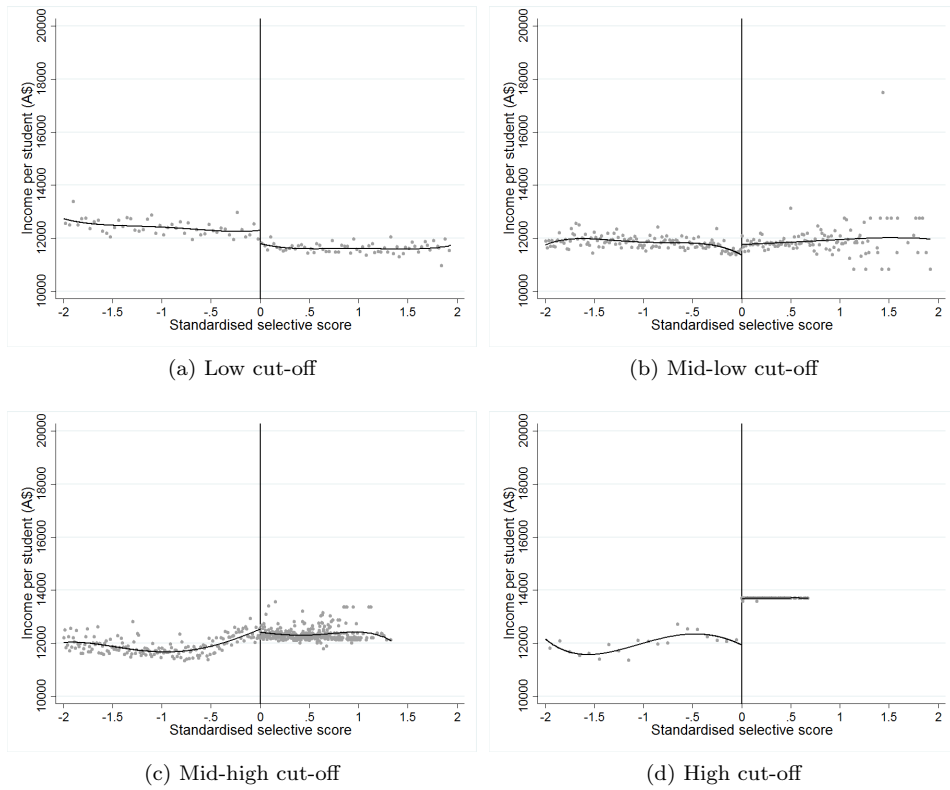 Income per student (A$)
20000
18000
16000
14000
12000
10000
-2 -1.5 -1 -.5 0 .5 1 1.5 2
Standardised selective score
(a) Low cut-off
Income per student (A$)
20000
18000
16000
14000
12000
10000
-2 -1.5 -1 -.5 0 .5 1 1.5 2
Standardised selective score
(b) Mid-low cut-off
Income per student (A$)
20000
18000
16000
14000
12000
10000
-2 -1.5 -1 -.5 0 .5 1 1.5 2
Standardised selective score
(c) Mid-high cut-off
Income per student (A$)
20000
18000
16000
14000
12000
10000
-2 -1.5 -1 -.5 0 .5 1 1.5 2
Standardised selective score
(d) High cut-off